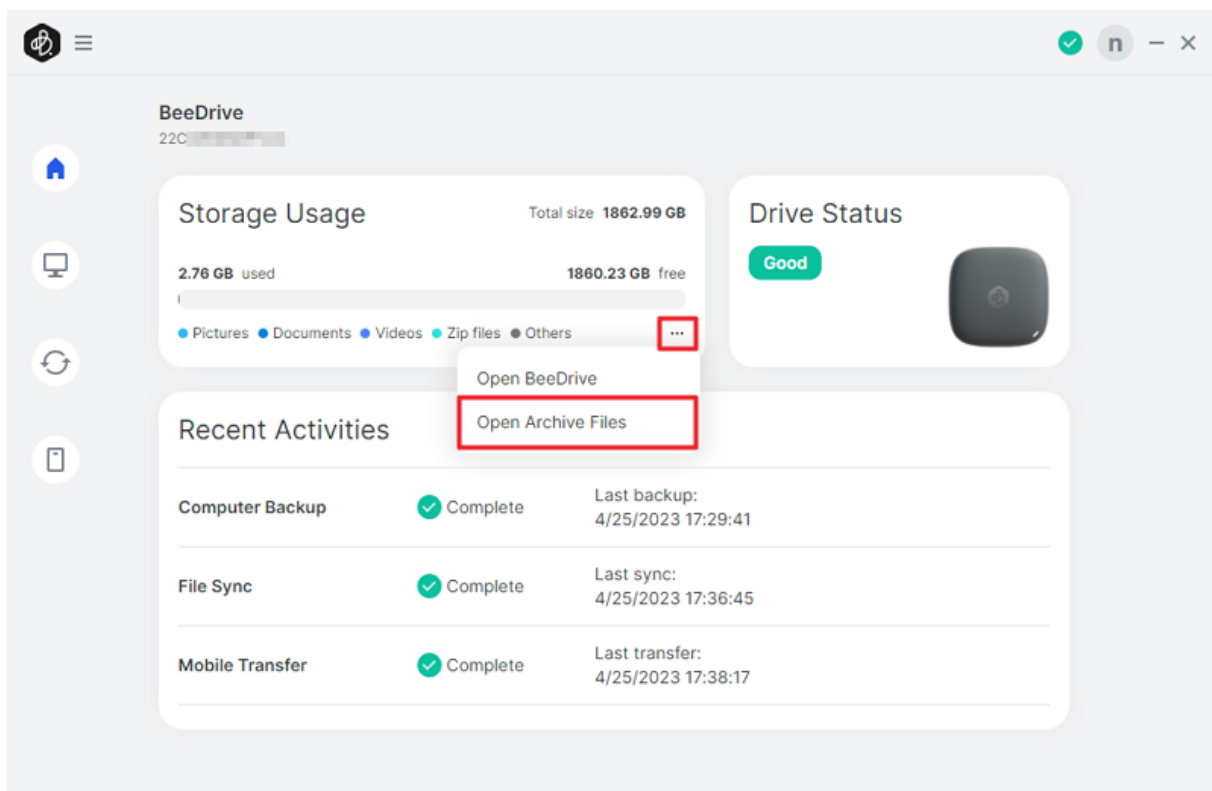 n
BeeDrive
22C
Storage Usage
Total size 1862.99 GB
2.76 GB used
1860.23 GB free
Pictures Documents Videos Zip files Others ...
Open BeeDrive
Open Archive Files
Drive Status
Good
Recent Activities
Computer Backup
Complete
Last backup:
4/25/2023 17:29:41
File Sync
Complete
Last sync:
4/25/2023 17:36:45
Mobile Transfer
Complete
Last transfer:
4/25/2023 17:38:17